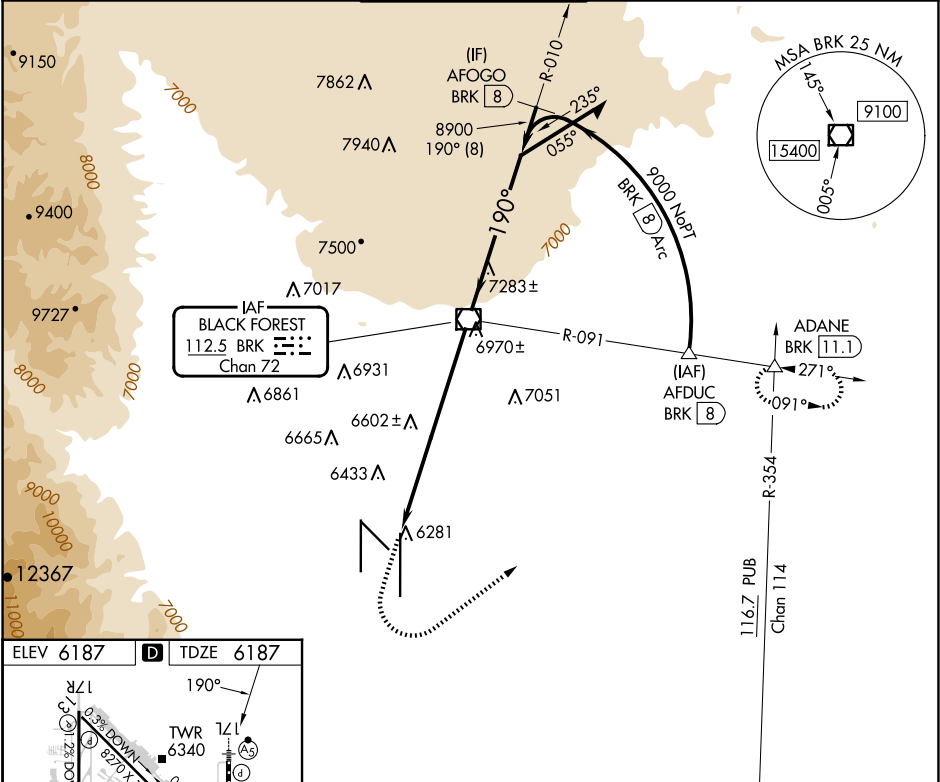 9150
7000
8000
9400
9727
8000
7000
9000
10000
12367
11000
7000
7862
7940
7500
7017
(IF)
AFOGO
BRK 8
R-010
8900
190° (8)
235°
055°
190°
9000 NoPT
BRK 8 Arc
7000
7283±
6970±
IAF
BLACK FOREST
112.5 BRK
Chan 72
6931
6861
6602±
6665
6433
6281
7051
R-091
(IAF)
AFDUC
BRK 8
ADANE
BRK 11.1
271°
091°
R-354
116.7 PUB
Chan 114
MSA BRK 25 NM
145°
9100
15400
005°
ELEV 6187
D
TDZE 6187
17R
0.3% DOWN
8270 X
P
P
TWR
6340
190°
17L
A5
P